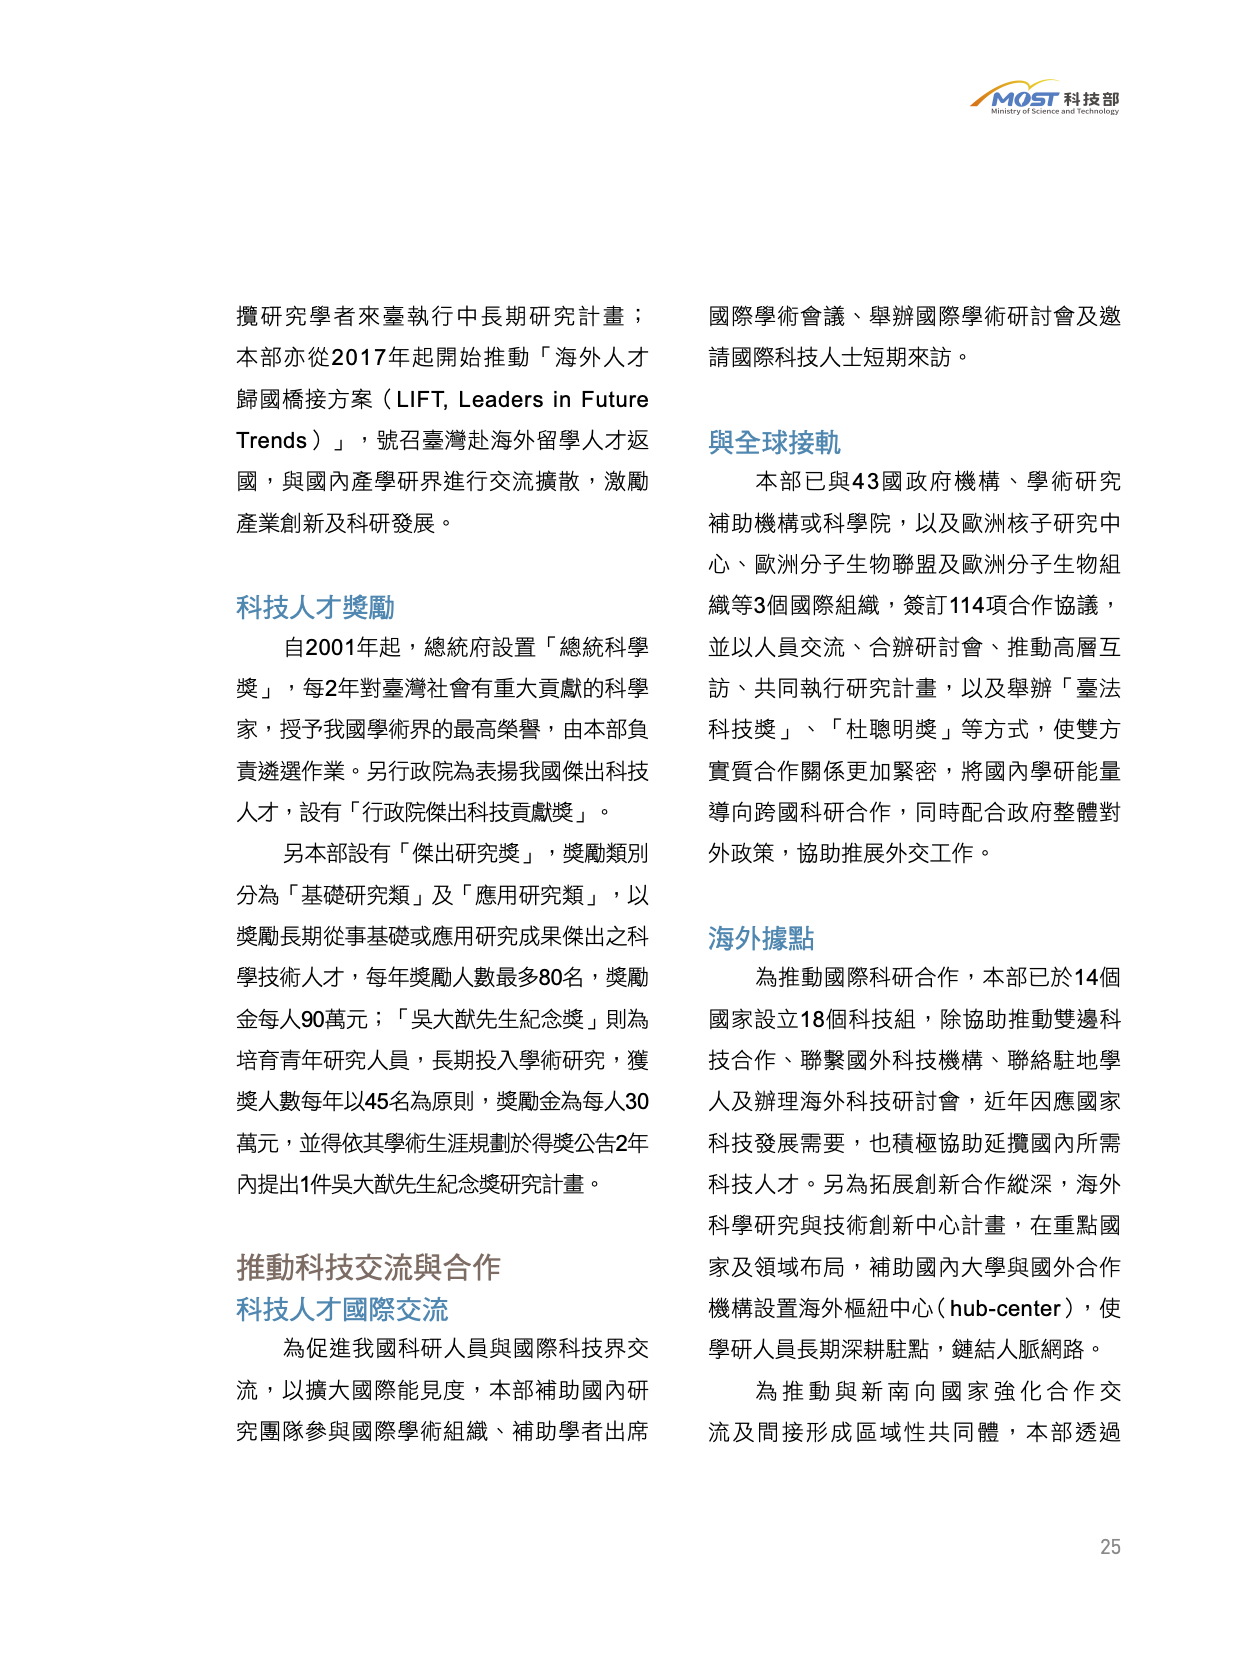 MOST 科技部
Ministry of Science and Technology
攬研究學者來臺執行中長期研究計畫；
本部亦從2017年起開始推動「海外人才
歸國橋接方案（LIFT, Leaders in Future
Trends）」，號召臺灣赴海外留學人才返
國，與國內產學研界進行交流擴散，激勵
產業創新及科研發展。
科技人才獎勵
自2001年起，總統府設置「總統科學
獎」，每2年對臺灣社會有重大貢獻的科學
家，授予我國學術界的最高榮譽，由本部負
責遴選作業。另行政院為表揚我國傑出科技
人才，設有「行政院傑出科技貢獻獎」。
另本部設有「傑出研究獎」，獎勵類別
分為「基礎研究類」及「應用研究類」，以
獎勵長期從事基礎或應用研究成果傑出之科
學技術人才，每年獎勵人數最多80名，獎勵
金每人90萬元；「吳大猷先生紀念獎」則為
培育青年研究人員，長期投入學術研究，獲
獎人數每年以45名為原則，獎勵金為每人30
萬元，並得依其學術生涯規劃於得獎公告2年
內提出1件吳大猷先生紀念獎研究計畫。
推動科技交流與合作
科技人才國際交流
為促進我國科研人員與國際科技界交
流，以擴大國際能見度，本部補助國內研
究團隊參與國際學術組織、補助學者出席
國際學術會議、舉辦國際學術研討會及邀
請國際科技人士短期來訪。
與全球接軌
本部已與43國政府機構、學術研究
補助機構或科學院，以及歐洲核子研究中
心、歐洲分子生物聯盟及歐洲分子生物組
織等3個國際組織，簽訂114項合作協議，
並以人員交流、合辦研討會、推動高層互
訪、共同執行研究計畫，以及舉辦「臺法
科技獎」、「杜聰明獎」等方式，使雙方
實質合作關係更加緊密，將國內學研能量
導向跨國科研合作，同時配合政府整體對
外政策，協助推展外交工作。
海外據點
為推動國際科研合作，本部已於14個
國家設立18個科技組，除協助推動雙邊科
技合作、聯繫國外科技機構、聯絡駐地學
人及辦理海外科技研討會，近年因應國家
科技發展需要，也積極協助延攬國內所需
科技人才。另為拓展創新合作縱深，海外
科學研究與技術創新中心計畫，在重點國
家及領域布局，補助國內大學與國外合作
機構設置海外樞紐中心（hub-center），使
學研人員長期深耕駐點，鏈結人脈網路。
為推動與新南向國家強化合作交
流及間接形成區域性共同體，本部透過
25